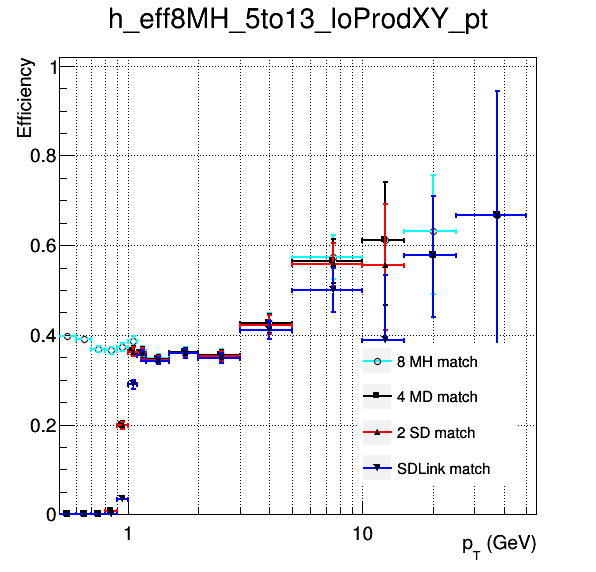 h_eff8MH_5to13_loProdXY_pt
Efficiency
1
0.8
0.6
0.4
0.2
0
8 MH match
4 MD match
2 SD match
SDLink match
1
10
p_T (GeV)